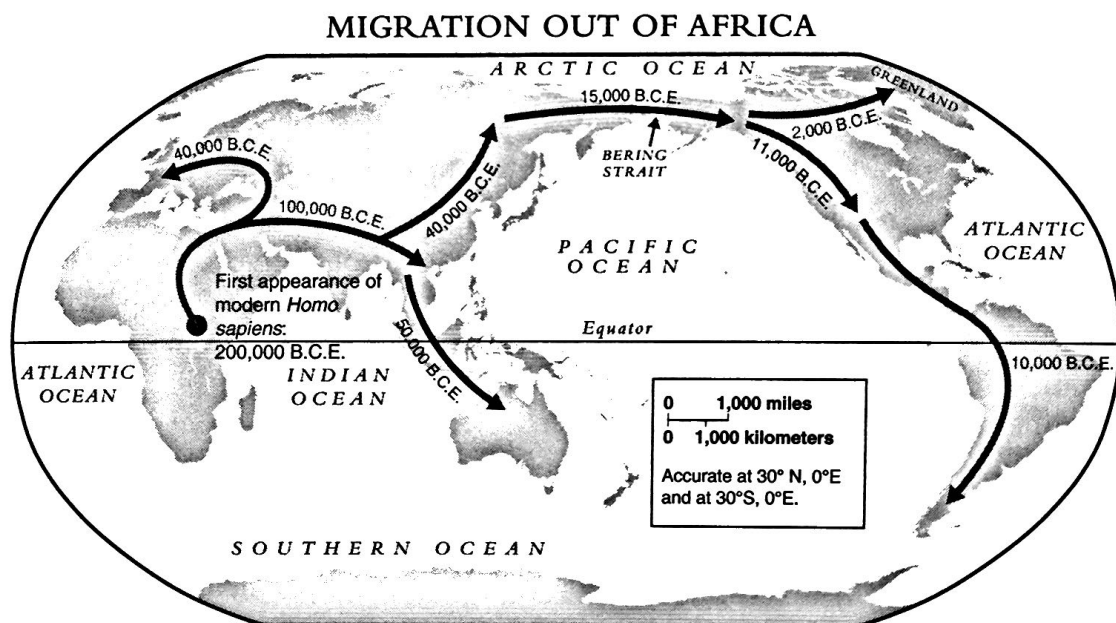 MIGRATION OUT OF AFRICA
ARCTIC OCEAN
GREENLAND
15,000 B.C.E.
2,000 B.C.E.
40,000 B.C.E.
BERING
STRAIT
11,000 B.C.E.
100,000 B.C.E.
40,000 B.C.E.
PACIFIC
OCEAN
ATLANTIC
OCEAN
First appearance of
modern Homo
sapiens:
200,000 B.C.E.
50,000 B.C.E.
Equator
ATLANTIC
OCEAN
INDIAN
OCEAN
10,000 B.C.E.
0 1,000 miles
0 1,000 kilometers
Accurate at 30° N, 0°E
and at 30°S, 0°E.
SOUTHERN OCEAN